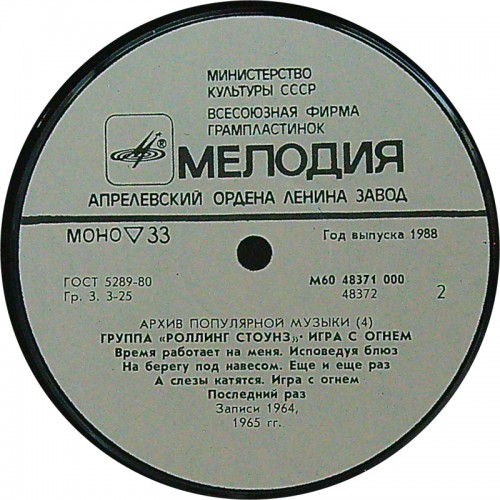 МИНИСТЕРСТВО
КУЛЬТУРЫ СССР
ВСЕСОЮЗНАЯ ФИРМА
ГРАМПЛАСТИНОК
МЕЛОДИЯ
АПРЕЛЕВСКИЙ ОРДЕНА ЛЕНИНА ЗАВОД
МОНО ▽ 33
Год выпуска 1988
ГОСТ 5289-80
М60 48371 000
Гр. 3. 3-25
48372
2
АРХИВ ПОПУЛЯРНОЙ МУЗЫКИ (4)
ГРУППА «РОЛЛИНГ СТОУНЗ»· ИГРА С ОГНЕМ
Время работает на меня. Исповедуя блюз
На берегу под навесом. Еще и еще раз
А слезы катятся. Игра с огнем
Последний раз
Записи 1964,
1965 гг.